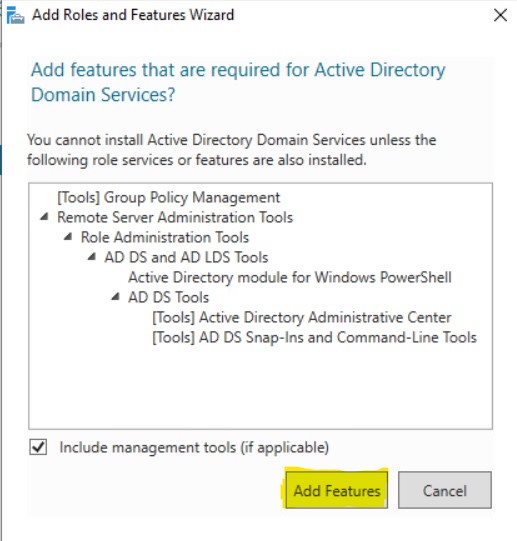 Add Roles and Features Wizard
Add features that are required for Active Directory
Domain Services?
You cannot install Active Directory Domain Services unless the
following role services or features are also installed.
[Tools] Group Policy Management
Remote Server Administration Tools
Role Administration Tools
AD DS and AD LDS Tools
Active Directory module for Windows PowerShell
AD DS Tools
[Tools] Active Directory Administrative Center
[Tools] AD DS Snap-Ins and Command-Line Tools
Include management tools (if applicable)
Add Features Cancel